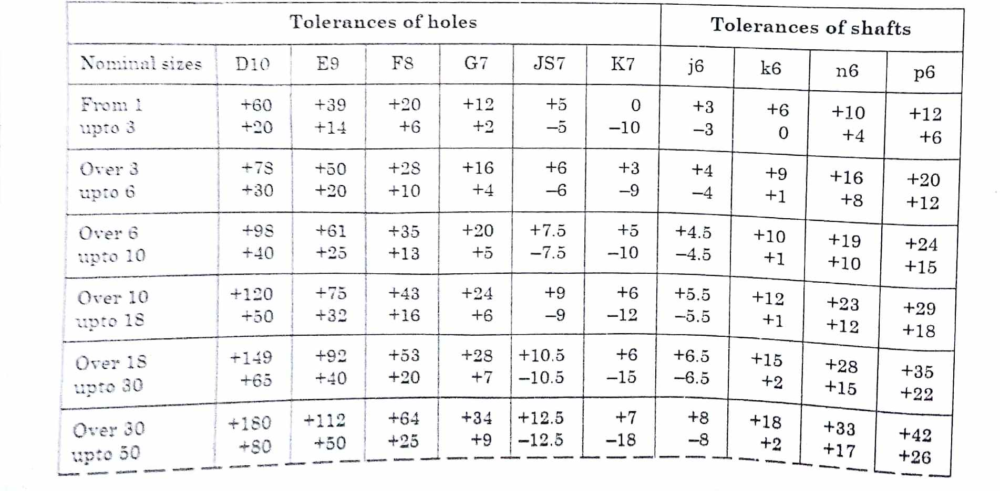 Tolerances of holes Tolerances of shafts
Nominal sizes D10 E9 F8 G7 JS7 K7 j6 k6 n6 p6
From 1 +60 +39 +20 +12 +5 0 +3 +6 +10 +12
upto 3 +20 +14 +6 +2 –5 –10 –3 0 +4 +6
Over 3 +78 +50 +28 +16 +6 +3 +4 +9 +16 +20
upto 6 +30 +20 +10 +4 –6 –9 –4 +1 +8 +12
Over 6 +98 +61 +35 +20 +7.5 +5 +4.5 +10 +19 +24
upto 10 +40 +25 +13 +5 –7.5 –10 –4.5 +1 +10 +15
Over 10 +120 +75 +43 +24 +9 +6 +5.5 +12 +23 +29
upto 18 +50 +32 +16 +6 –9 –12 –5.5 +1 +12 +18
Over 18 +149 +92 +53 +28 +10.5 +6 +6.5 +15 +28 +35
upto 30 +65 +40 +20 +7 –10.5 –15 –6.5 +2 +15 +22
Over 30 +180 +112 +64 +34 +12.5 +7 +8 +18 +33 +42
upto 50 +80 +50 +25 +9 –12.5 –18 –8 +2 +17 +26